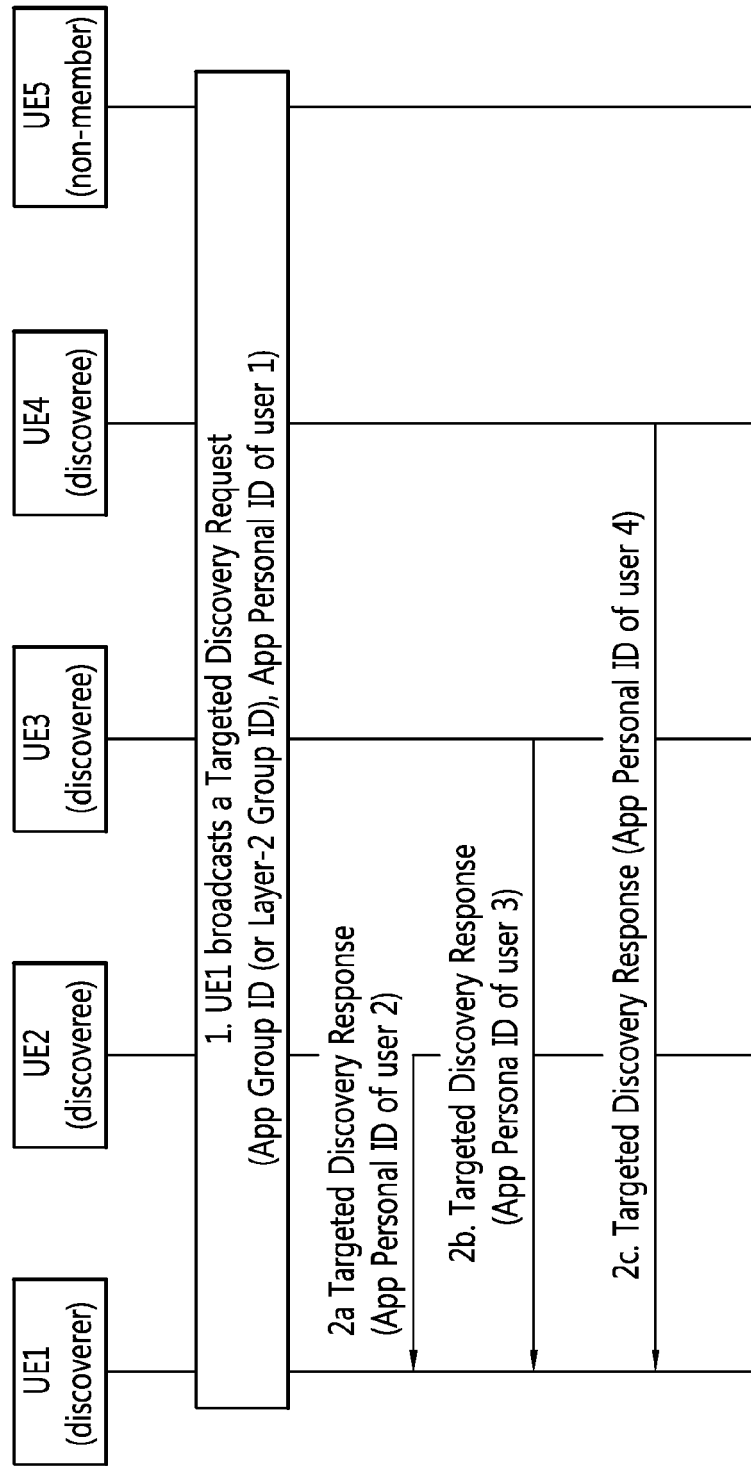 UE1
(discoverer)
UE2
(discoveree)
UE3
(discoveree)
UE4
(discoveree)
UE5
(non-member)
1. UE1 broadcasts a Targeted Discovery Request
(App Group ID (or Layer-2 Group ID), App Personal ID of user 1)
2a Targeted Discovery Response
(App Personal ID of user 2)
2b. Targeted Discovery Response
(App Persona ID of user 3)
2c. Targeted Discovery Response (App Personal ID of user 4)